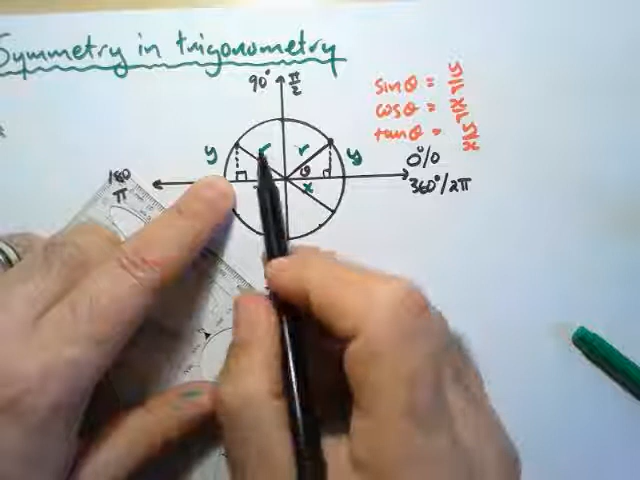 Symmetry in trigonometry
90° π/2
sinθ = y/r
cosθ = x/r
tanθ = y/x
y r r y
θ x
0°/0
360°/2π
180
π